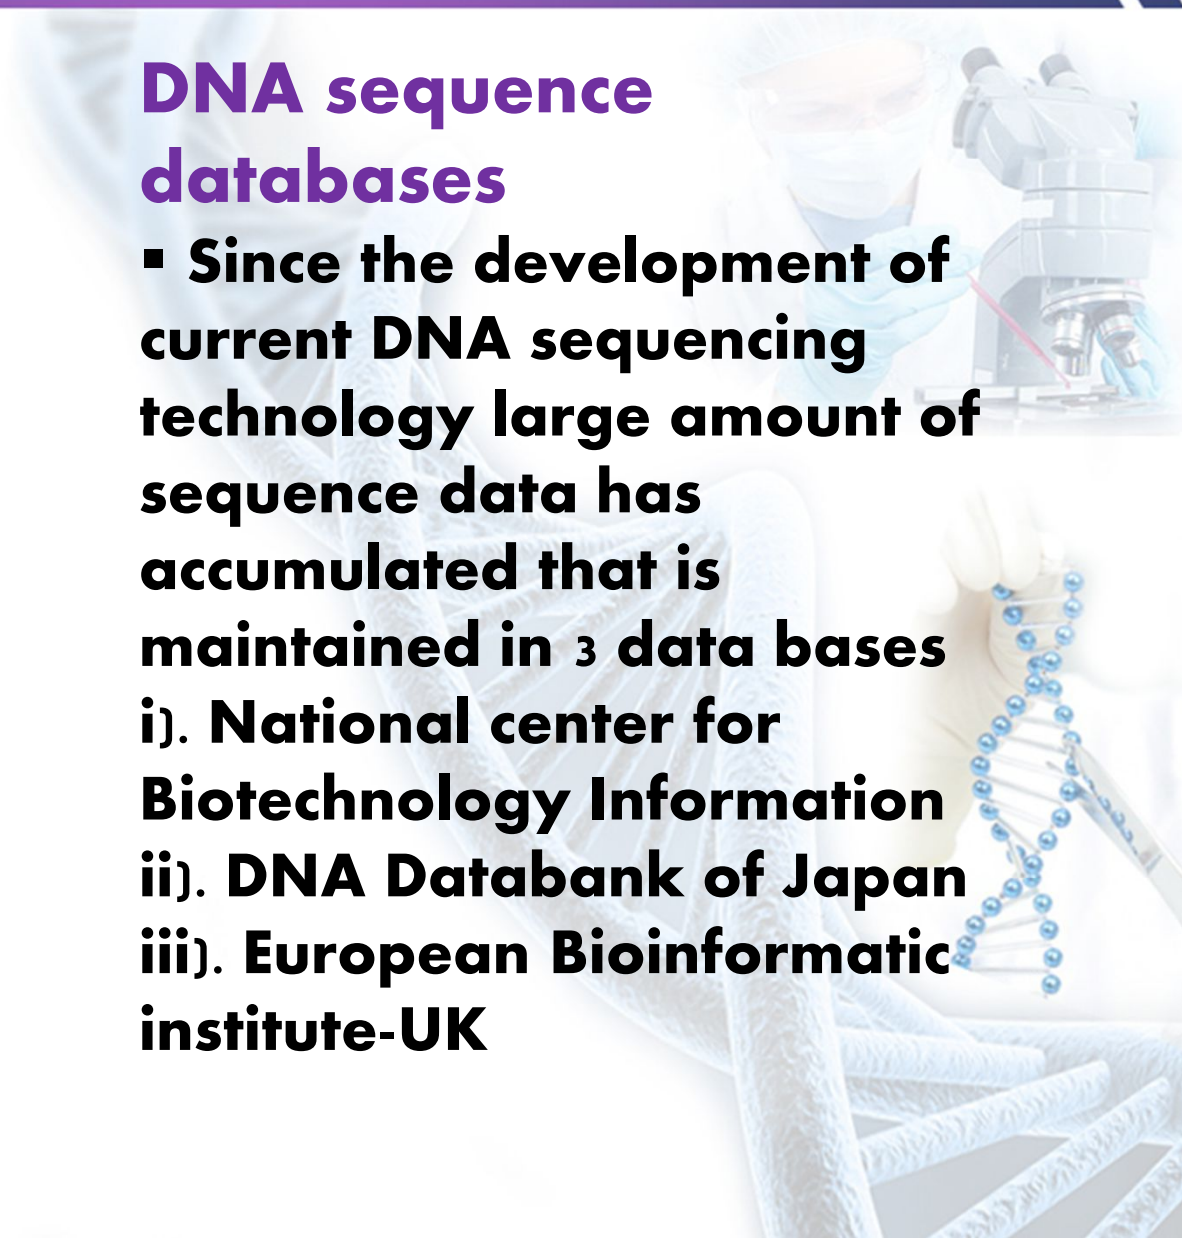 DNA sequence
databases
▪ Since the development of
current DNA sequencing
technology large amount of
sequence data has
accumulated that is
maintained in 3 data bases
i). National center for
Biotechnology Information
ii). DNA Databank of Japan
iii). European Bioinformatic
institute-UK